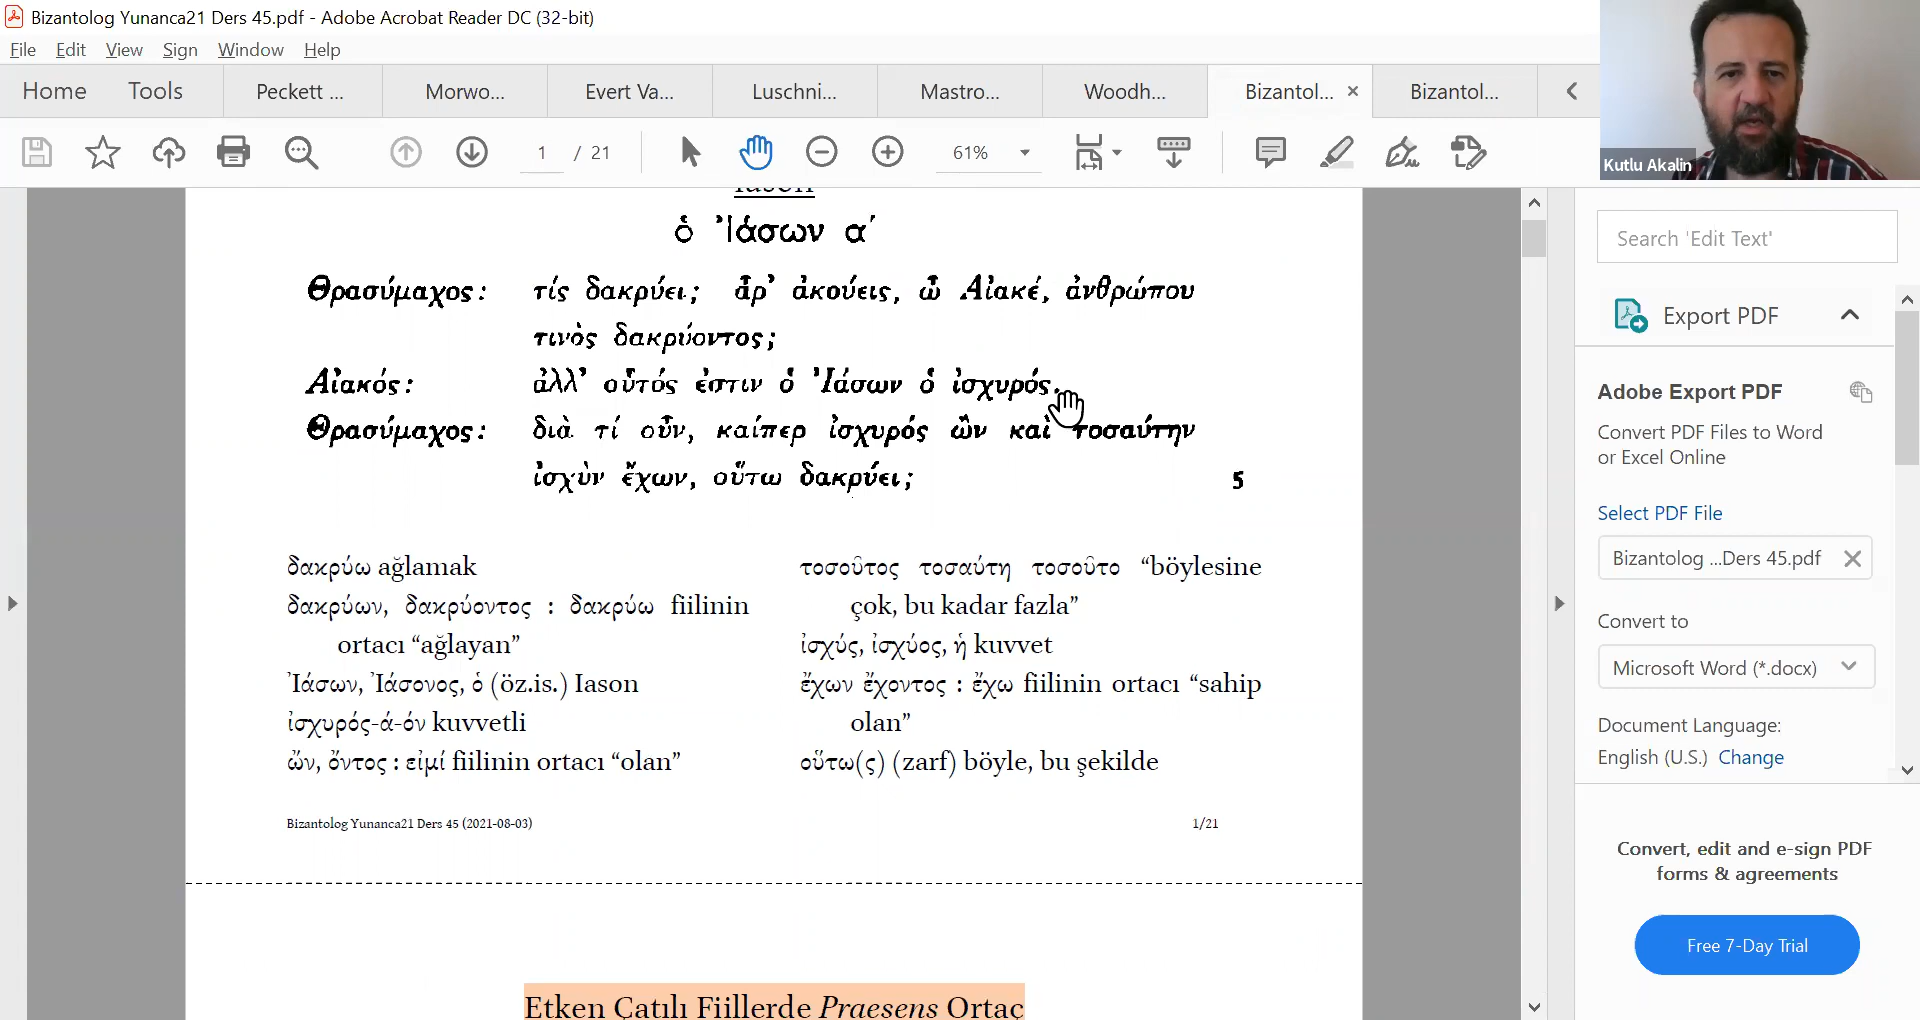 Bizantolog Yunanca21 Ders 45.pdf - Adobe Acrobat Reader DC (32-bit)
File Edit View Sign Window Help
Home Tools Peckett ... Morwo... Evert Va... Luschni... Mastro... Woodh... Bizantol... Bizantol...
1 / 21 61%
Kutlu Akalin
ὁ Ἰάσων α΄
Θρασύμαχος: τίς δακρύει; ἆρ’ ἀκούεις, ὦ Αἰακέ, ἀνθρώπου
τινὸς δακρύοντος;
Αἰακός: ἀλλ’ οὗτός ἐστιν ὁ Ἰάσων ὁ ἰσχυρός.
Θρασύμαχος: διὰ τί οὖν, καίπερ ἰσχυρός ὢν καὶ τοσαύτην
ἰσχὺν ἔχων, οὕτω δακρύει; 5
δακρύω ağlamak
δακρύων, δακρύοντος : δακρύω fiilinin
ortacı “ağlayan”
Ἰάσων, Ἰάσονος, ὁ (öz.is.) Iason
ἰσχυρός-ά-όν kuvvetli
ὤν, ὄντος : εἰμί fiilinin ortacı “olan”
τοσοῦτος τοσαύτη τοσοῦτο “böylesine
çok, bu kadar fazla”
ἰσχύς, ἰσχύος, ἡ kuvvet
ἔχων ἔχοντος : ἔχω fiilinin ortacı “sahip
olan”
οὕτω(ς) (zarf) böyle, bu şekilde
Bizantolog Yunanca21 Ders 45 (2021-08-03) 1/21
Etken Çatılı Fiillerde Praesens Ortaç
Search 'Edit Text'
Export PDF
Adobe Export PDF
Convert PDF Files to Word
or Excel Online
Select PDF File
Bizantolog ...Ders 45.pdf
Convert to
Microsoft Word (*.docx)
Document Language:
English (U.S.) Change
Convert, edit and e-sign PDF
forms & agreements
Free 7-Day Trial